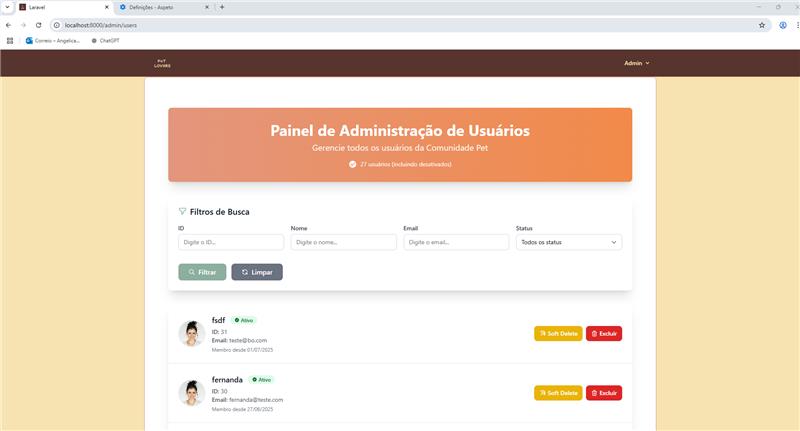 Laravel
Definições - Aspeto
localhost:8000/admin/users
Correio – Angelica...
ChatGPT
PET
LOVERS
Admin
Painel de Administração de Usuários
Gerencie todos os usuários da Comunidade Pet
27 usuários (incluindo desativados)
Filtros de Busca
ID
Nome
Email
Status
Digite o ID...
Digite o nome...
Digite o email...
Todos os status
Filtrar
Limpar
fsdf
Ativo
ID: 31
Email: teste@bo.com
Membro desde 01/07/2025
Soft Delete
Excluir
fernanda
Ativo
ID: 30
Email: fernanda@teste.com
Membro desde 27/06/2025
Soft Delete
Excluir